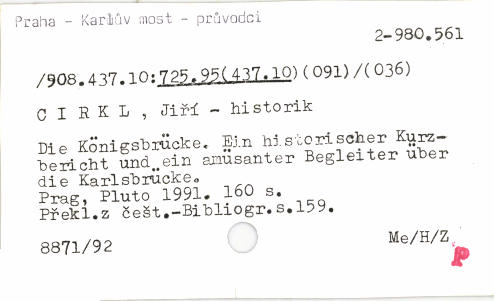 Praha - Karlův most - průvodci
2-980.561
/908.437.10:725.95(437.10)(091)/(036)
C I R K L , Jiří - historik
Die Königsbrücke. Ein historischer Kurz-
bericht und ein amüsanter Begleiter über
die Karlsbrücke.
Prag, Pluto 1991. 160 s.
Překl.z češt.-Bibliogr.s.159.
8871/92
Me/H/Z
P